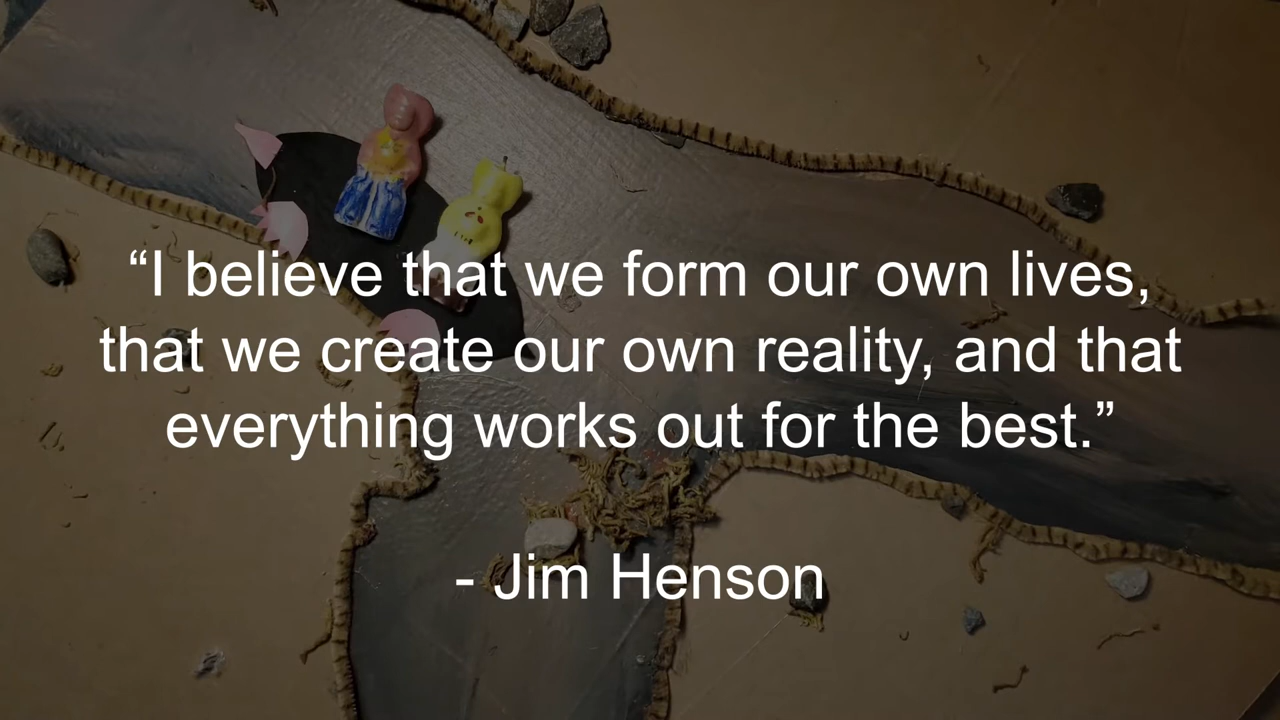 “I believe that we form our own lives,
that we create our own reality, and that
everything works out for the best.”
- Jim Henson